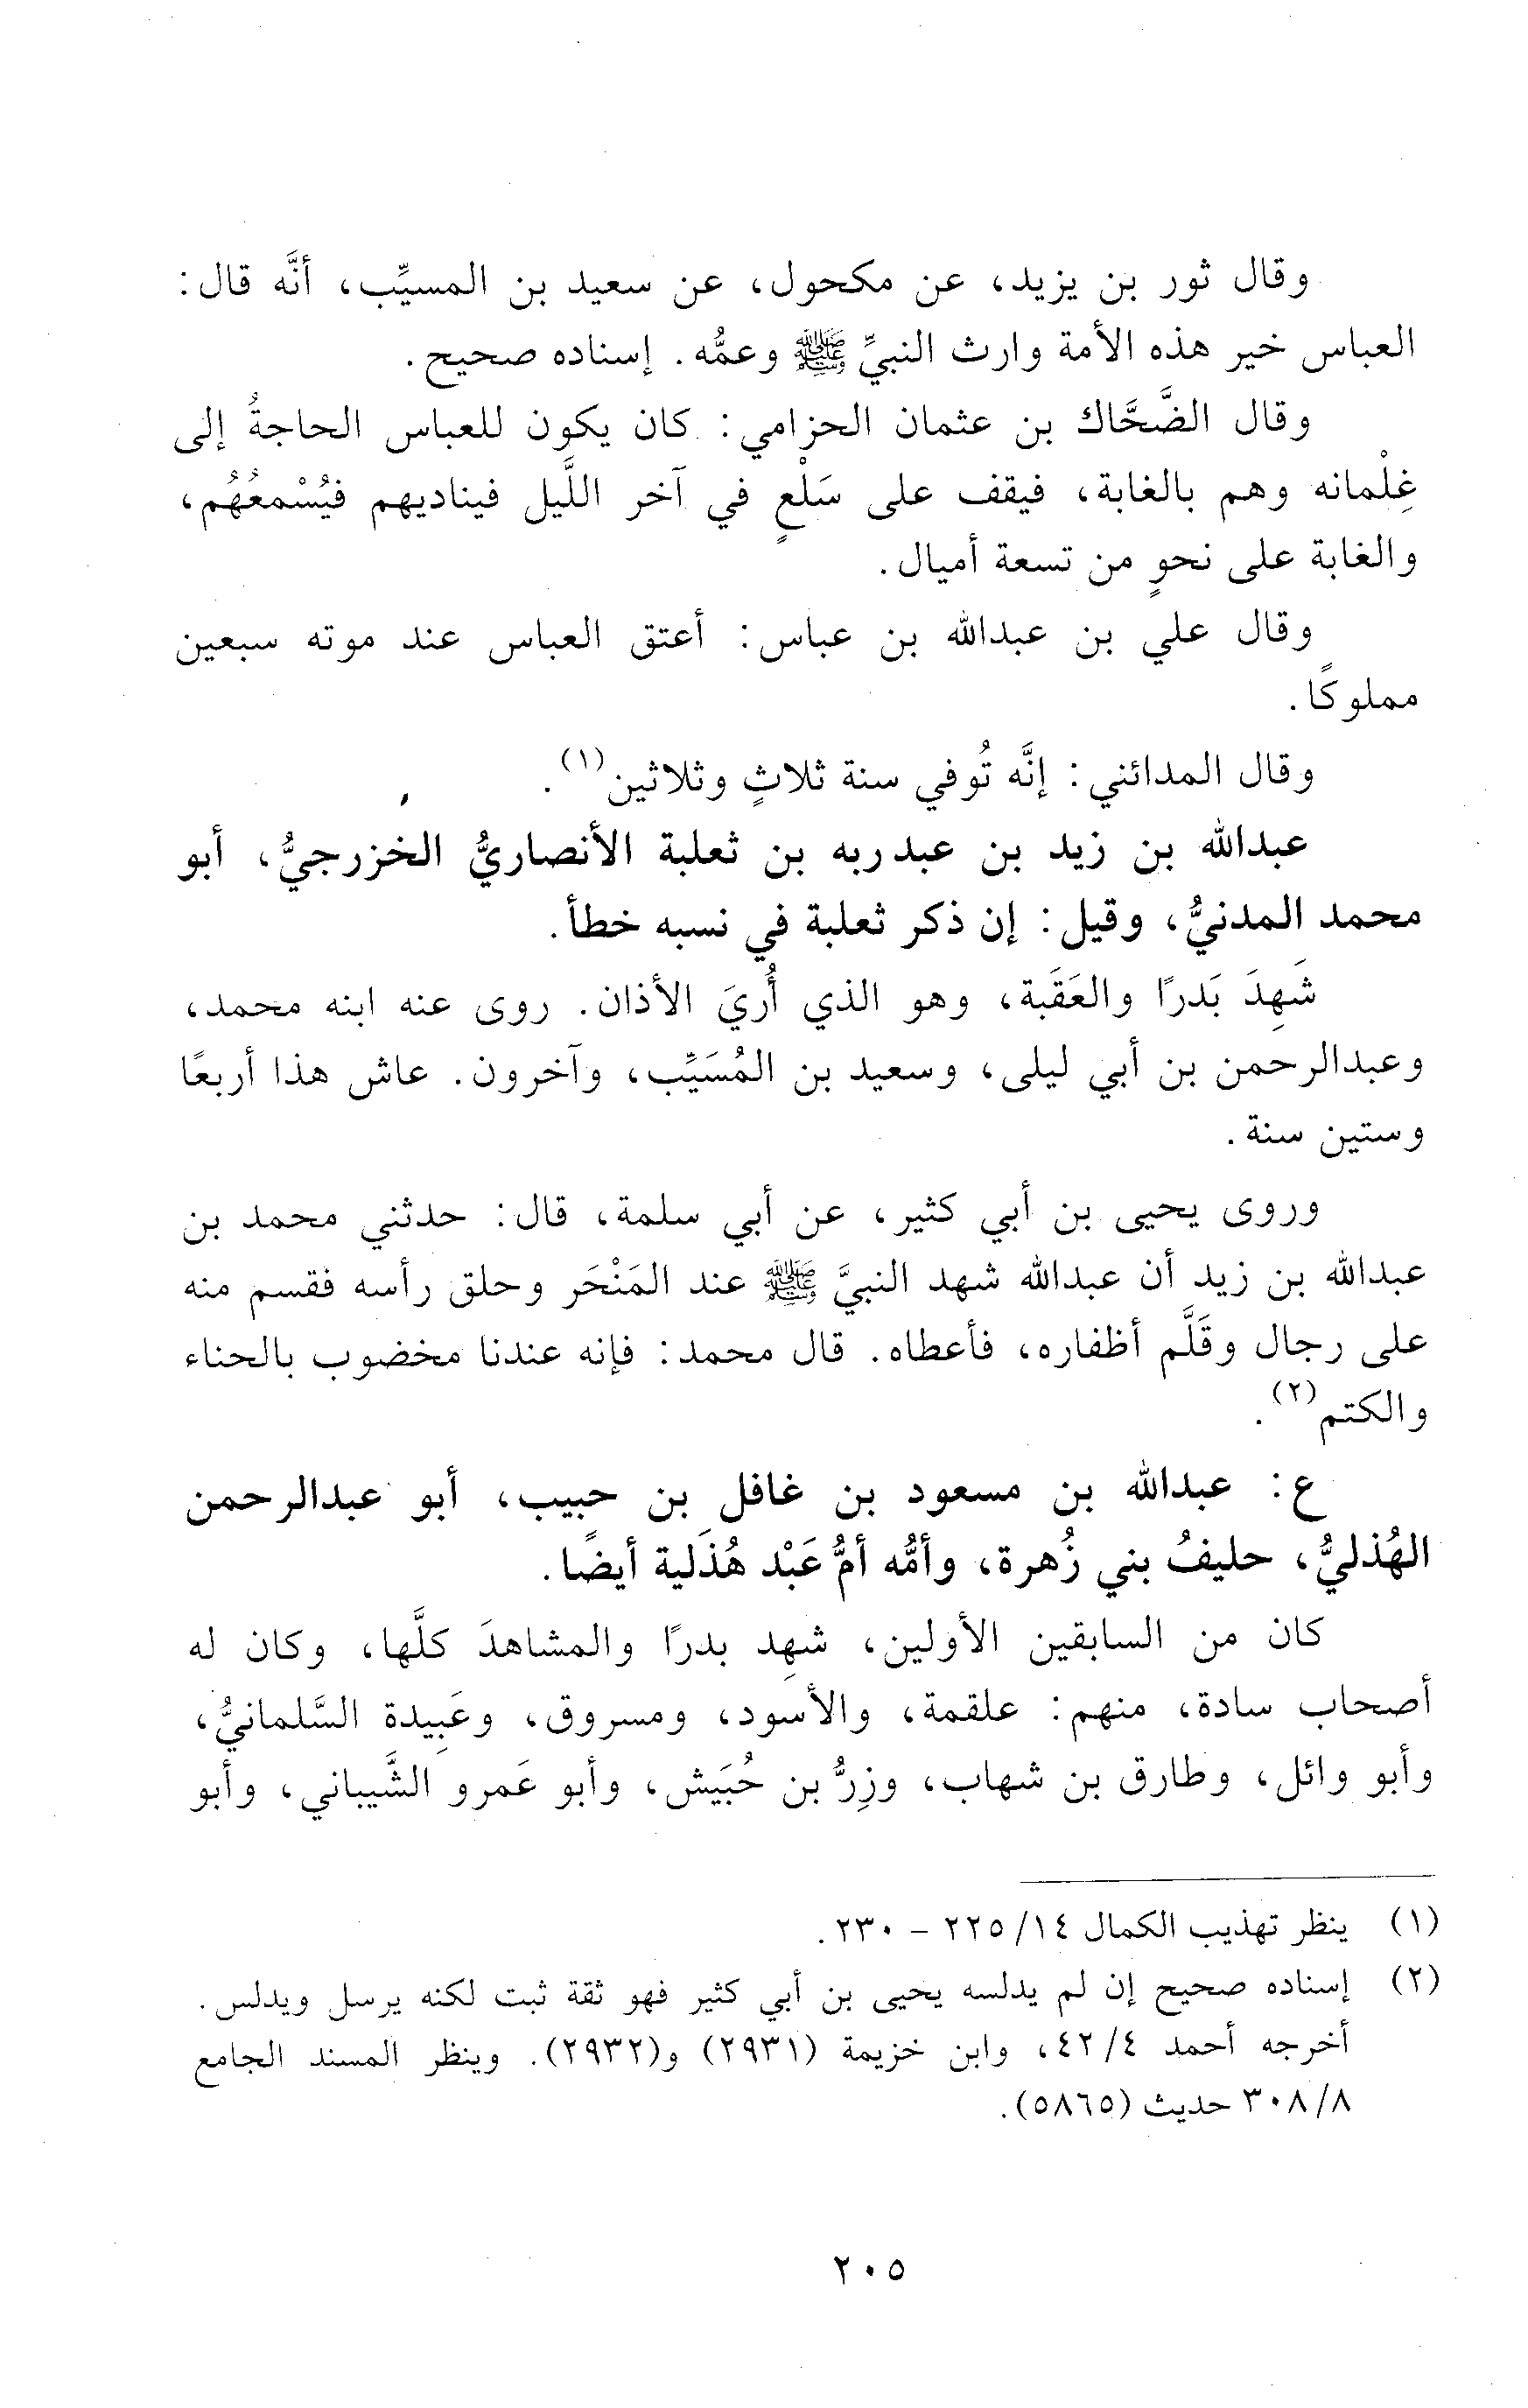 وقال ثور بن يزيد، عن مكحول، عن سعيد بن المسيِّب، أنَّه قال:
العباس خير هذه الأمة وارث النبيِّ ﷺ وعمُّه. إسناده صحيح.
وقال الضَّحَّاك بن عثمان الحزامي: كان يكون للعباس الحاجةُ إلى
غِلْمانه وهم بالغابة، فيقف على سَلْعٍ في آخر اللَّيل فيناديهم فيُسْمعُهُم،
والغابة على نحوٍ من تسعة أميال.
وقال علي بن عبدالله بن عباس: أعتق العباس عند موته سبعين
مملوكًا.
وقال المدائني: إنَّه تُوفي سنة ثلاثٍ وثلاثين(١).
عبدالله بن زيد بن عبدربه بن ثعلبة الأنصاريُّ الخزرجيُّ، أبو
محمد المدنيُّ، وقيل: إن ذكر ثعلبة في نسبه خطأ.
شَهِدَ بَدرًا والعَقَبة، وهو الذي أُريَ الأذان. روى عنه ابنه محمد،
وعبدالرحمن بن أبي ليلى، وسعيد بن المُسَيِّب، وآخرون. عاش هذا أربعًا
وستين سنة.
وروى يحيى بن أبي كثير، عن أبي سلمة، قال: حدثني محمد بن
عبدالله بن زيد أن عبدالله شهد النبيَّ ﷺ عند المَنْحَر وحلق رأسه فقسم منه
على رجال وقَلَّم أظفاره، فأعطاه. قال محمد: فإنه عندنا مخضوب بالحناء
والكتم(٢).
ع: عبدالله بن مسعود بن غافل بن حبيب، أبو عبدالرحمن
الهُذليُّ، حليفُ بني زُهرة، وأمُّه أمُّ عَبْد هُذَلية أيضًا.
كان من السابقين الأولين، شهِد بدرًا والمشاهدَ كلَّها، وكان له
أصحاب سادة، منهم: علقمة، والأسود، ومسروق، وعَبِيدة السَّلمانيُّ،
وأبو وائل، وطارق بن شهاب، وزِرُّ بن حُبَيش، وأبو عَمرو الشَّيباني، وأبو
(١) ينظر تهذيب الكمال ١٤/ ٢٢٥ - ٢٣٠.
(٢) إسناده صحيح إن لم يدلسه يحيى بن أبي كثير فهو ثقة ثبت لكنه يرسل ويدلس.
أخرجه أحمد ٤/ ٤٢، وابن خزيمة (٢٩٣١) و(٢٩٣٢). وينظر المسند الجامع
٨/ ٣٠٨ حديث (٥٨٦٥).
٢٠٥